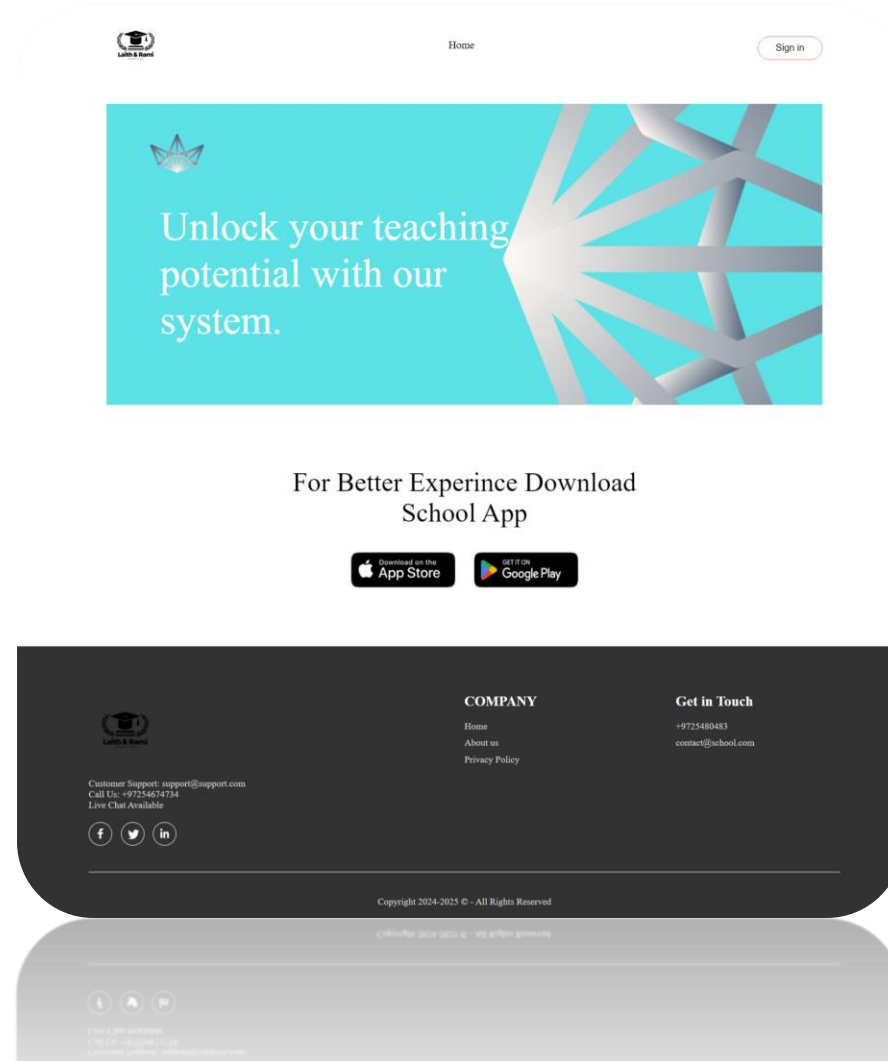 Laith & Rami
Home
Sign in
Unlock your teaching
potential with our
system.
For Better Experince Download
School App
Download on the
App Store
GET IT ON
Google Play
Laith & Rami
Customer Support: support@support.com
Call Us: +97254674734
Live Chat Available
COMPANY
Home
About us
Privacy Policy
Get in Touch
+9725480483
contact@school.com
Copyright 2024-2025 © - All Rights Reserved